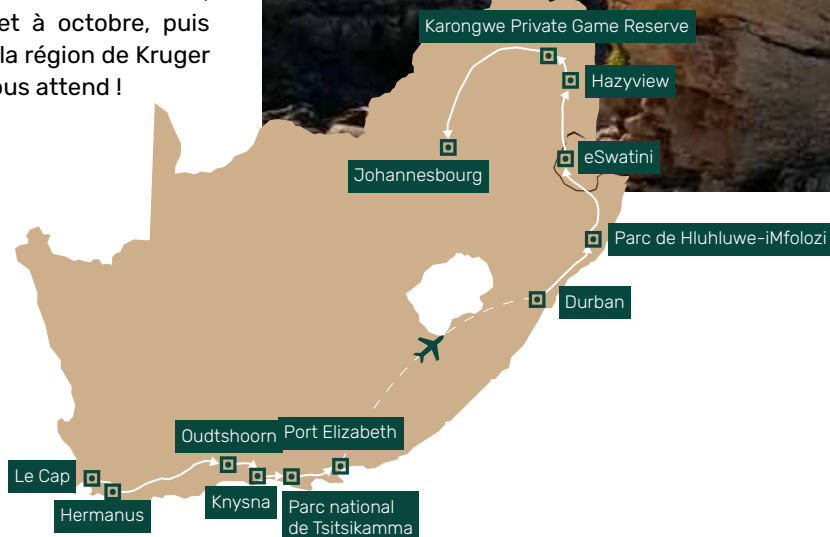 et à octobre, puis
la région de Kruger
ous attend !
Karongwe Private Game Reserve
Hazyview
eSwatini
Johannesbourg
Parc de Hluhluwe-iMfolozi
Durban
Oudtshoorn
Port Elizabeth
Le Cap
Hermanus
Knysna
Parc national
de Tsitsikamma